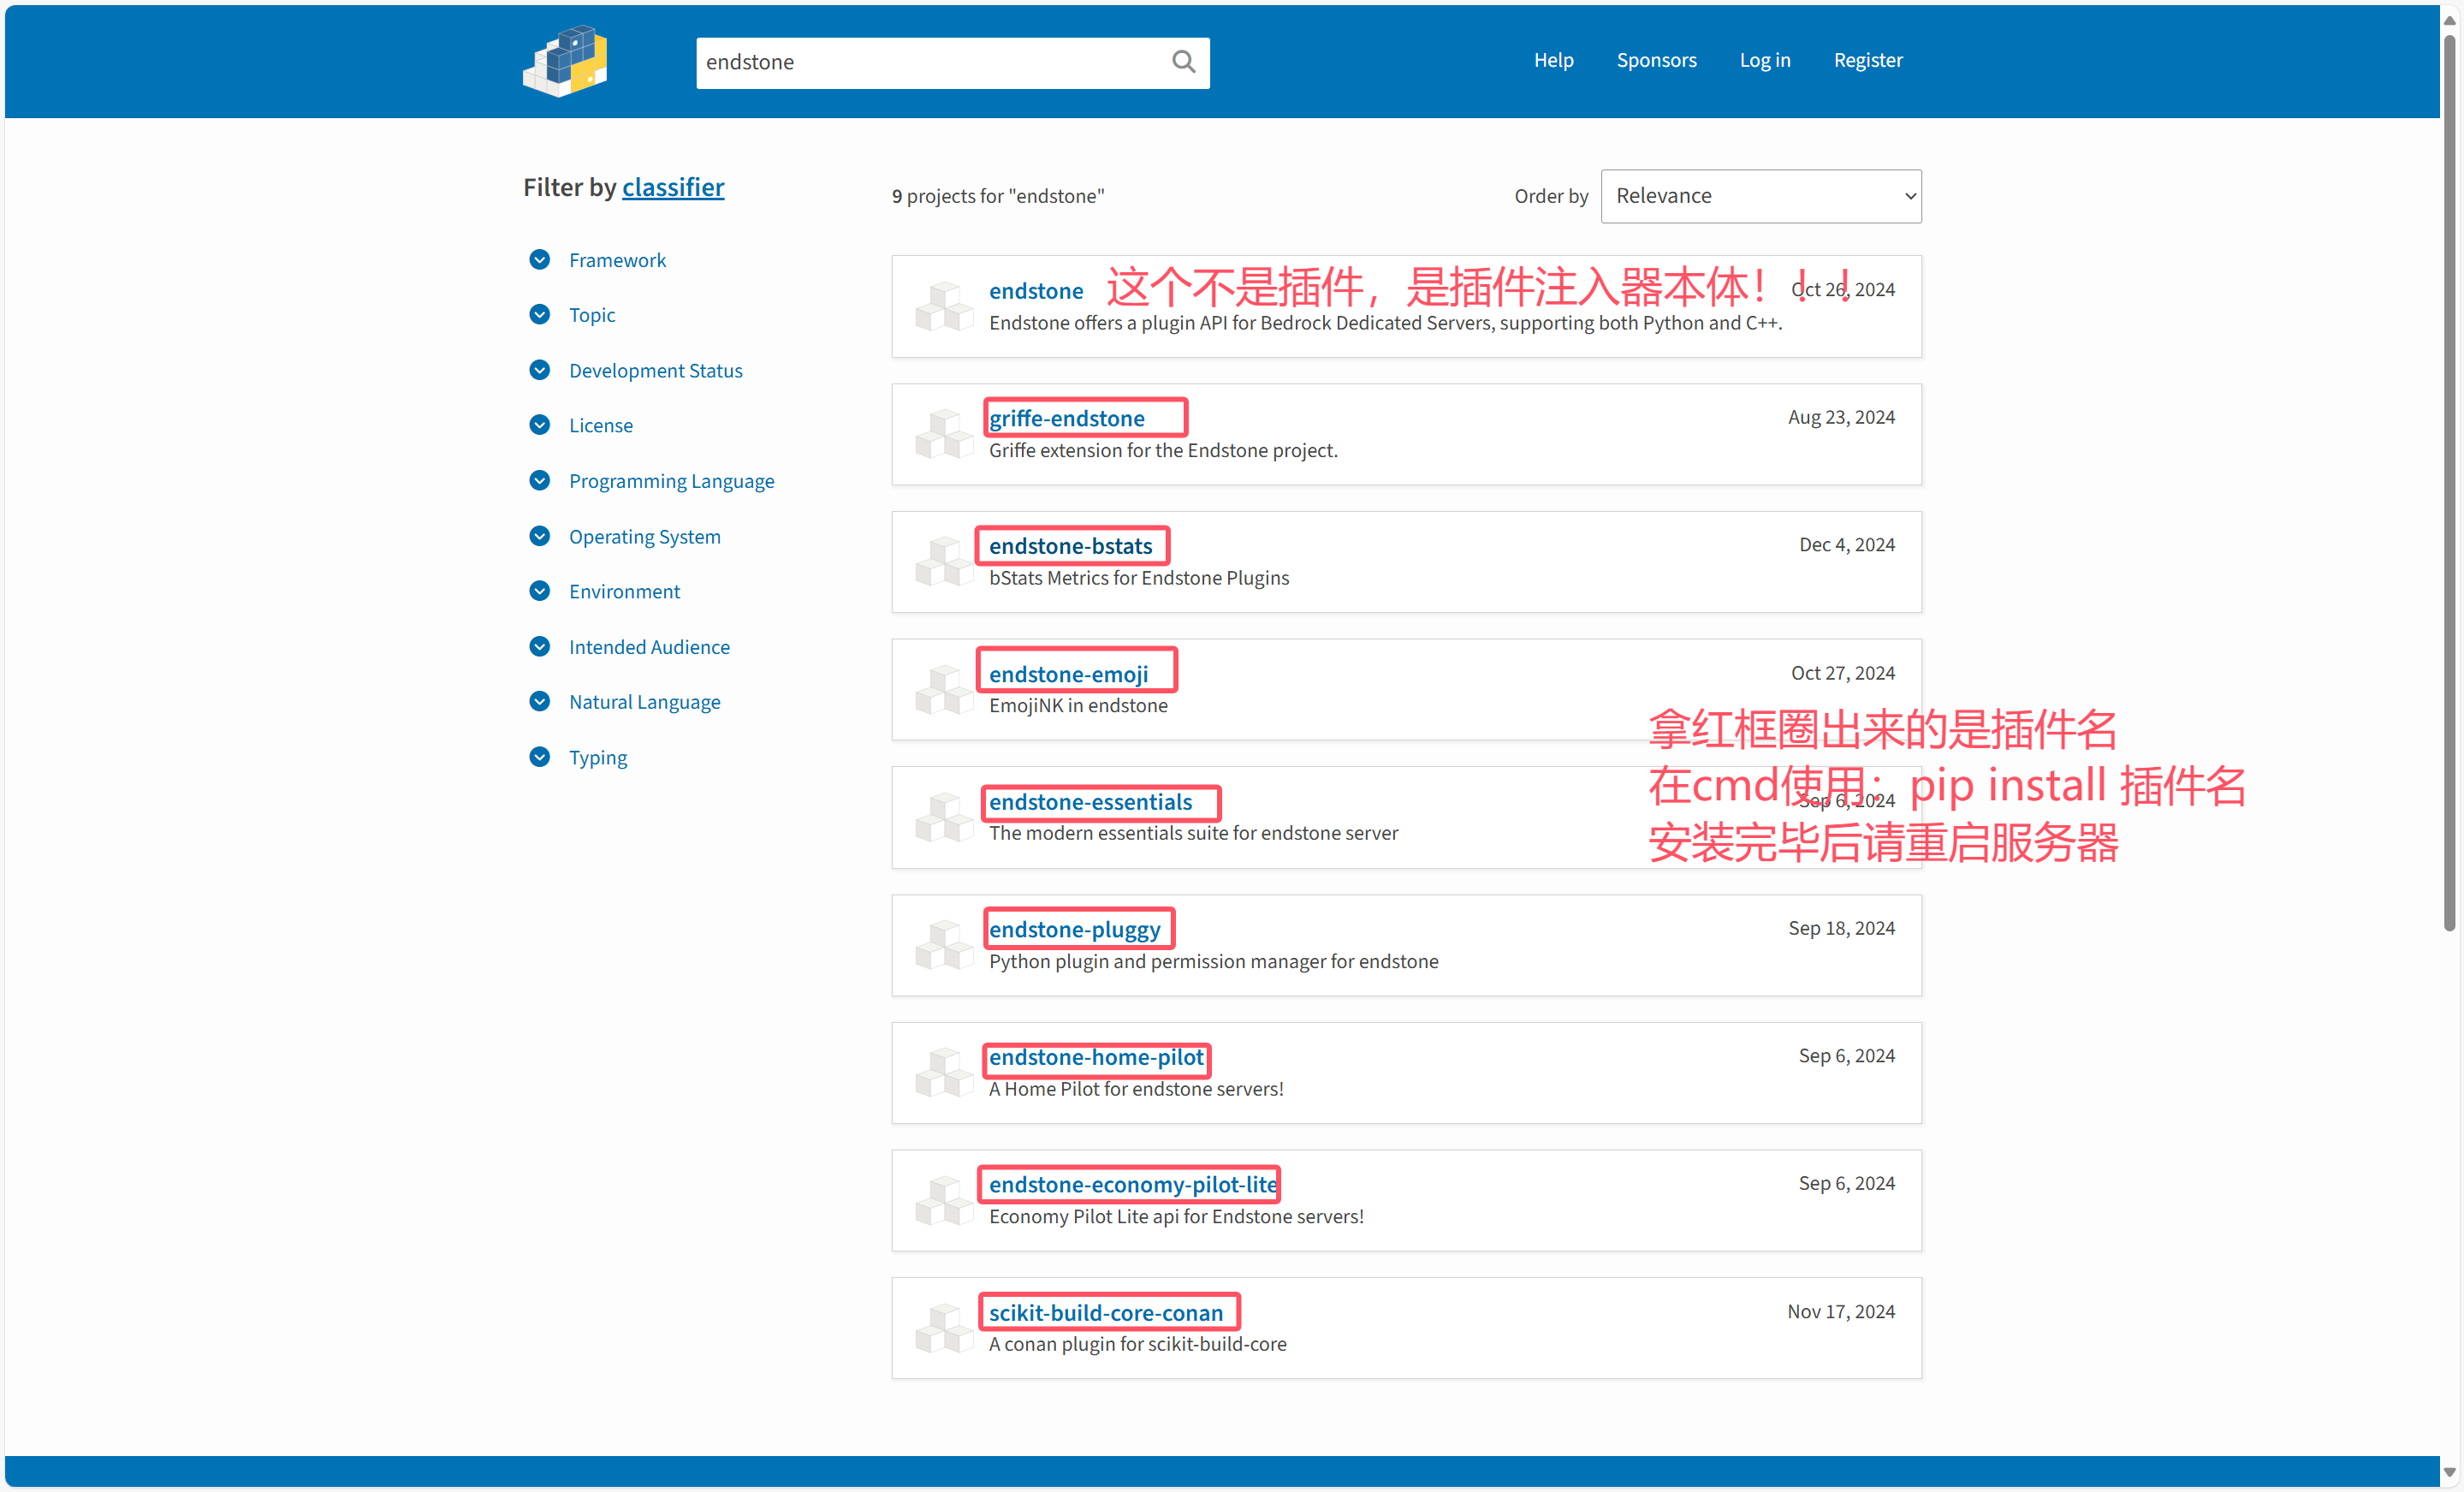 endstone
Help
Sponsors
Log in
Register
Filter by classifier
Framework
Topic
Development Status
License
Programming Language
Operating System
Environment
Intended Audience
Natural Language
Typing
9 projects for "endstone"
Order by
Relevance
endstone
这个不是插件，是插件注入器本体！！！
Oct 26, 2024
Endstone offers a plugin API for Bedrock Dedicated Servers, supporting both Python and C++.
griffe-endstone
Aug 23, 2024
Griffe extension for the Endstone project.
endstone-bstats
Dec 4, 2024
bStats Metrics for Endstone Plugins
endstone-emoji
Oct 27, 2024
EmojiNK in endstone
拿红框圈出来的是插件名
在cmd使用：pip install 插件名
安装完毕后请重启服务器
endstone-essentials
Sep 6, 2024
The modern essentials suite for endstone server
endstone-pluggy
Sep 18, 2024
Python plugin and permission manager for endstone
endstone-home-pilot
Sep 6, 2024
A Home Pilot for endstone servers!
endstone-economy-pilot-lite
Sep 6, 2024
Economy Pilot Lite api for Endstone servers!
scikit-build-core-conan
Nov 17, 2024
A conan plugin for scikit-build-core